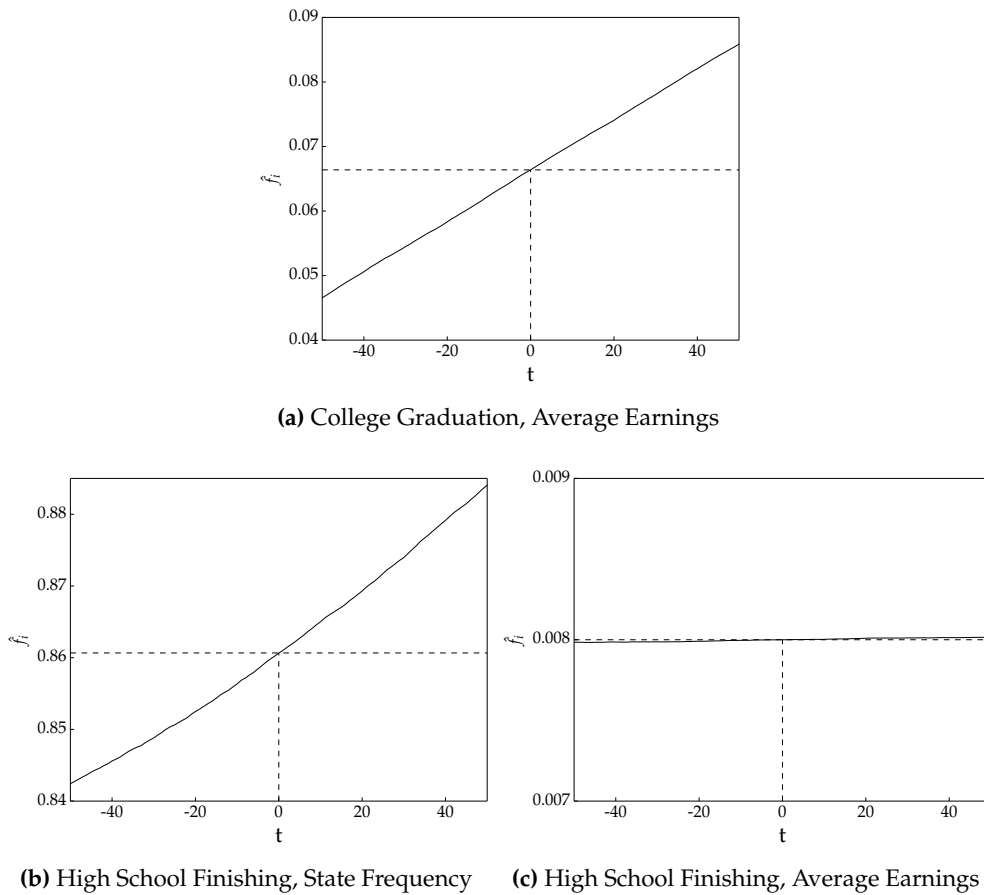 0.09
0.08
0.07
f̂ᵢ
0.06
0.05
0.04
-40 -20 0 20 40
t
(a) College Graduation, Average Earnings
0.88
0.87
f̂ᵢ
0.86
0.85
0.84
-40 -20 0 20 40
t
(b) High School Finishing, State Frequency
0.009
f̂ᵢ
0.008
0.007
-40 -20 0 20 40
t
(c) High School Finishing, Average Earnings